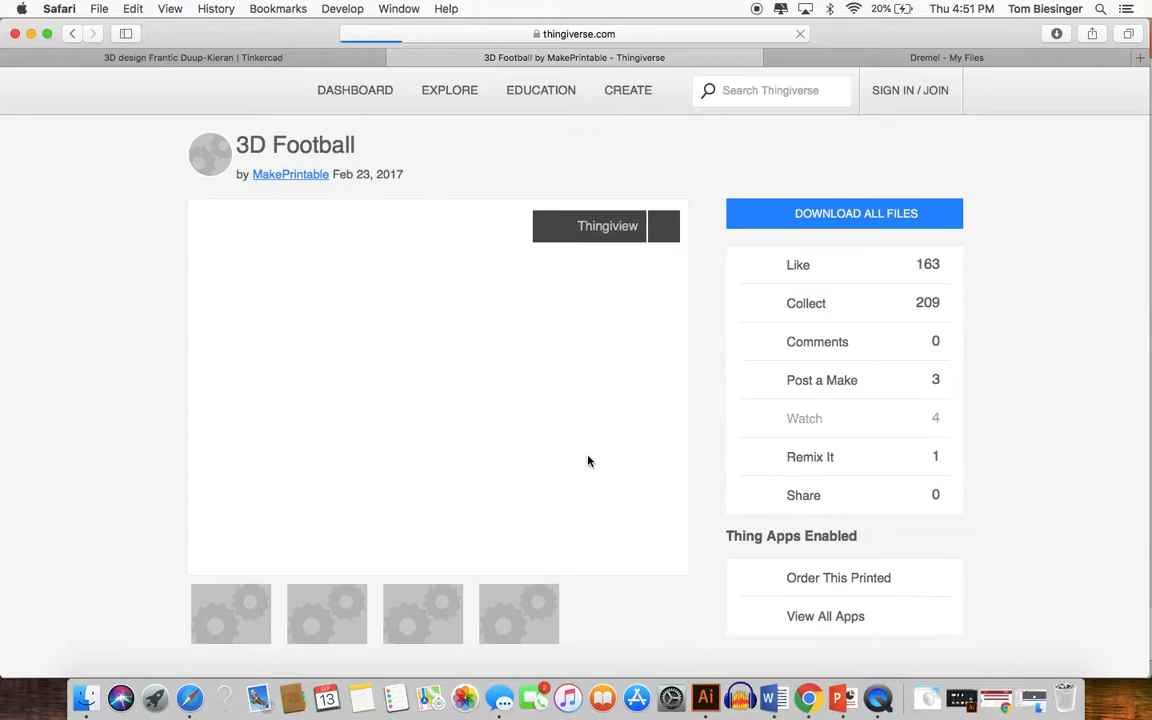 Safari File Edit View History Bookmarks Develop Window Help 20% Thu 4:51 PM Tom Biesinger
thingiverse.com
3D design Frantic Duup-Kieran | Tinkercad 3D Football by MakePrintable - Thingiverse Dremel - My Files
DASHBOARD EXPLORE EDUCATION CREATE Search Thingiverse SIGN IN / JOIN
3D Football
by MakePrintable Feb 23, 2017
Thingiview
DOWNLOAD ALL FILES
Like 163
Collect 209
Comments 0
Post a Make 3
Watch 4
Remix It 1
Share 0
Thing Apps Enabled
Order This Printed
View All Apps
13 Ai 2 W P